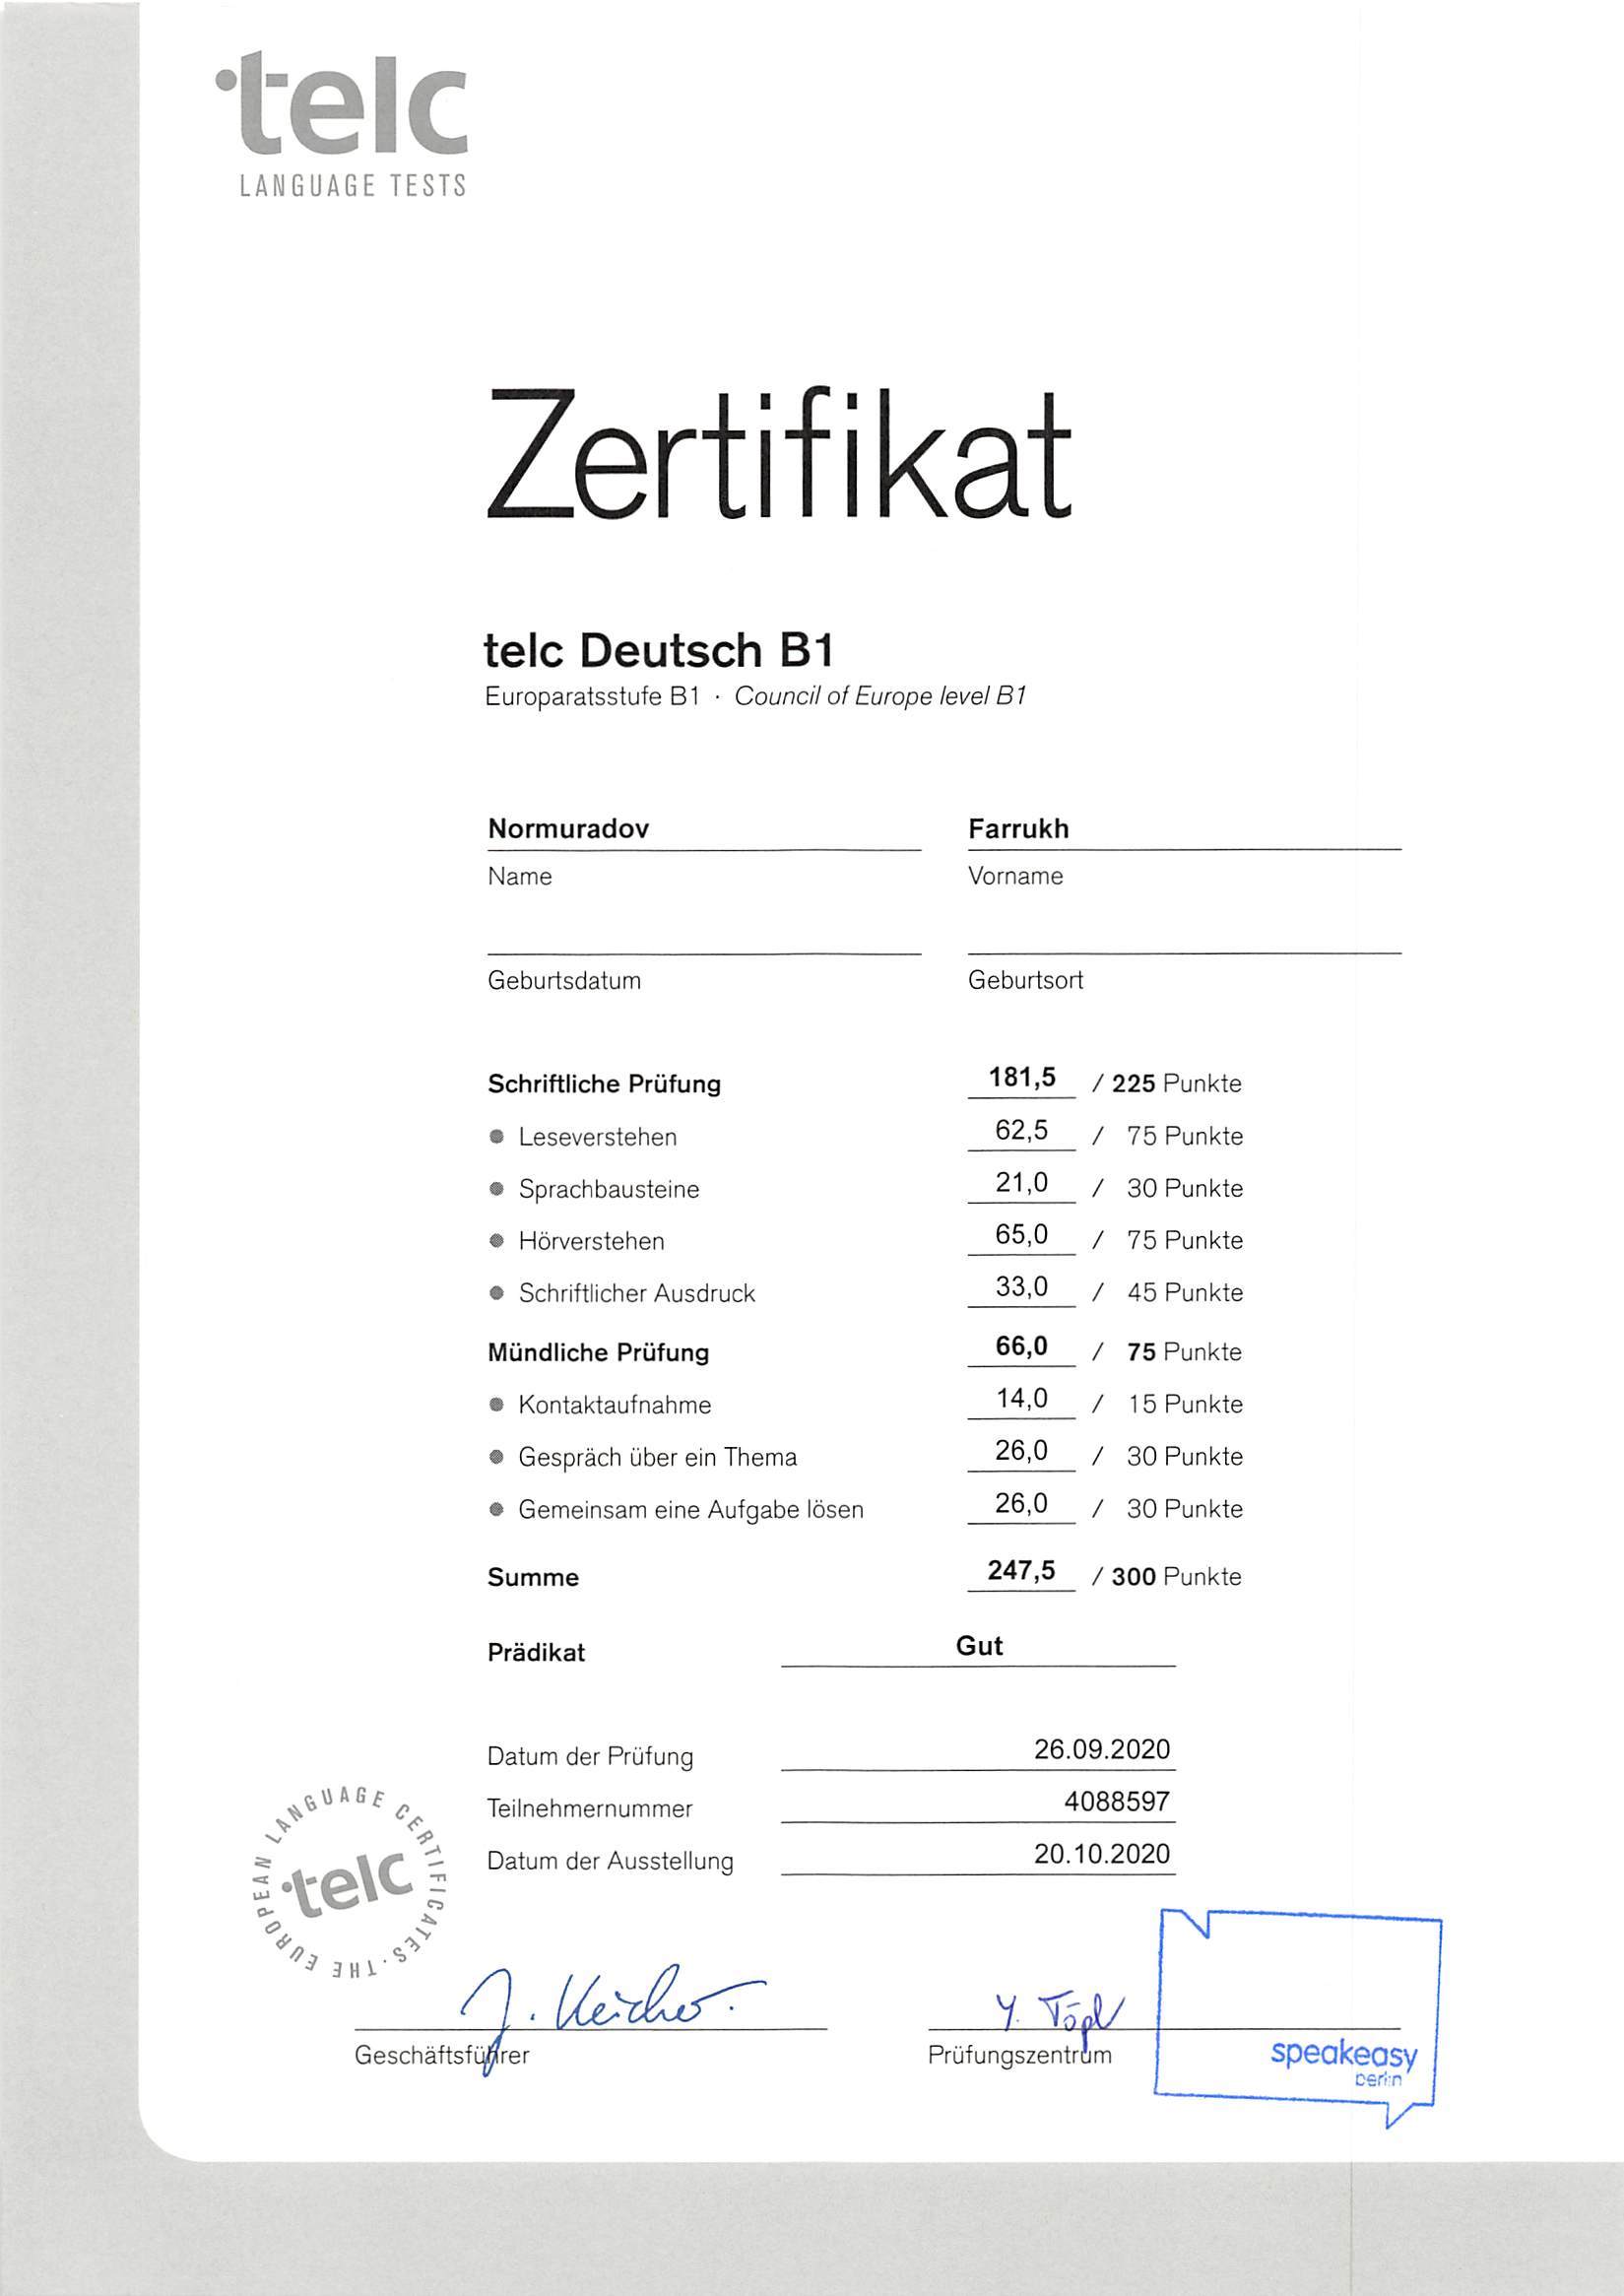 telc
LANGUAGE TESTS
Zertifikat
telc Deutsch B1
Europaratsstufe B1 · Council of Europe level B1
Normuradov Farrukh
Name Vorname
Geburtsdatum Geburtsort
Schriftliche Prüfung 181,5 / 225 Punkte
• Leseverstehen 62,5 / 75 Punkte
• Sprachbausteine 21,0 / 30 Punkte
• Hörverstehen 65,0 / 75 Punkte
• Schriftlicher Ausdruck 33,0 / 45 Punkte
Mündliche Prüfung 66,0 / 75 Punkte
• Kontaktaufnahme 14,0 / 15 Punkte
• Gespräch über ein Thema 26,0 / 30 Punkte
• Gemeinsam eine Aufgabe lösen 26,0 / 30 Punkte
Summe 247,5 / 300 Punkte
Prädikat Gut
Datum der Prüfung 26.09.2020
Teilnehmernummer 4088597
Datum der Ausstellung 20.10.2020
THE EUROPEAN LANGUAGE CERTIFICATES ·
telc
Y. Töpl
Geschäftsführer Prüfungszentrum
speakeasy
berlin